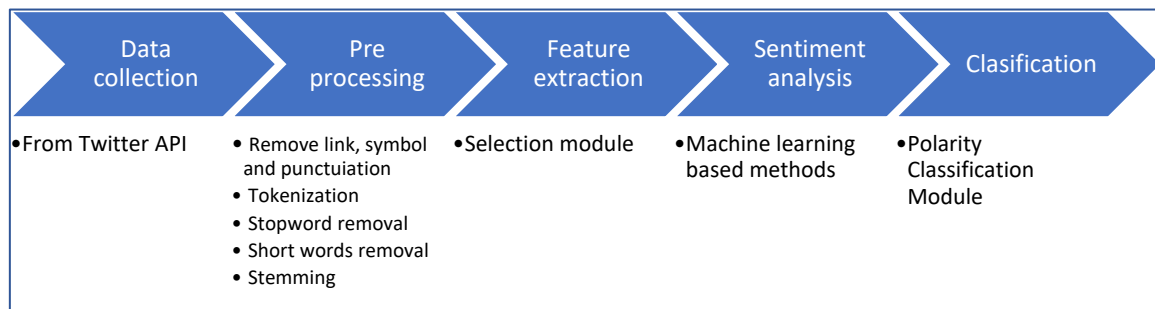 Data
collection
Pre
processing
Feature
extraction
Sentiment
analysis
Clasification
•From Twitter API
• Remove link, symbol
and punctuiation
• Tokenization
• Stopword removal
• Short words removal
• Stemming
•Selection module
•Machine learning
based methods
•Polarity
Classification
Module